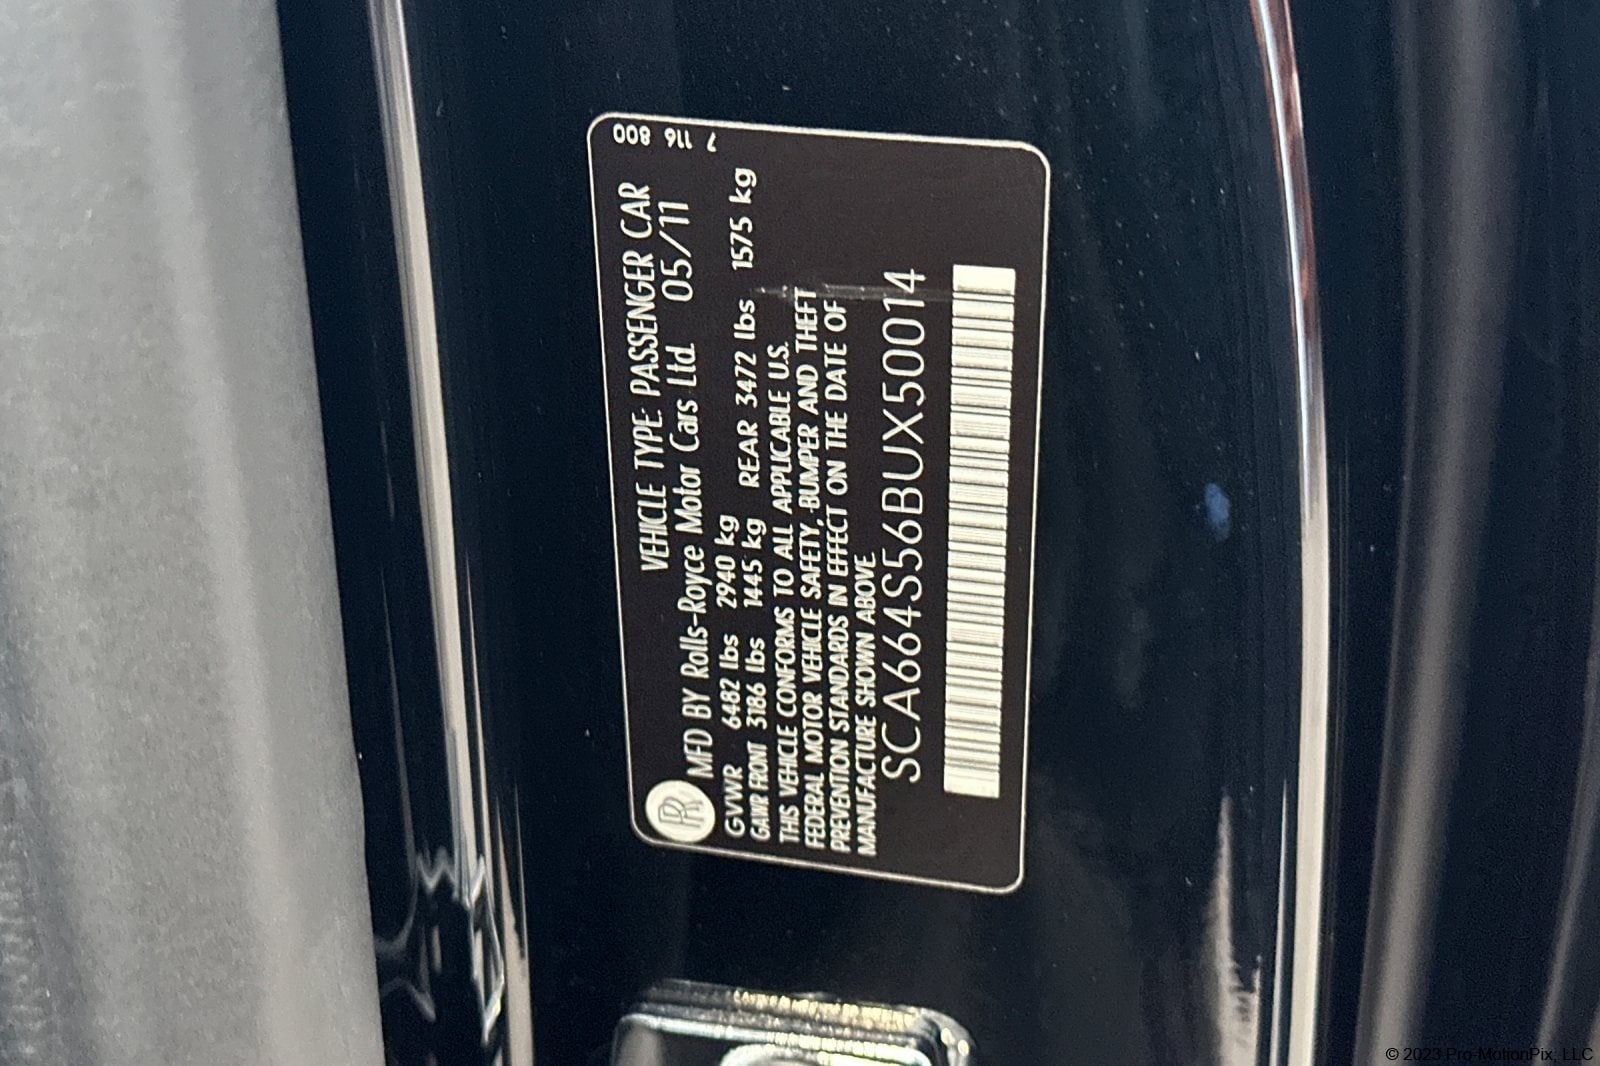 7 116 800
VEHICLE TYPE: PASSENGER CAR
RR MFD BY Rolls-Royce Motor Cars Ltd. 05/11
GVWR 6482 lbs 2940 kg
GAWR FRONT 3186 lbs 1445 kg REAR 3472 lbs 1575 kg
THIS VEHICLE CONFORMS TO ALL APPLICABLE U.S.
FEDERAL MOTOR VEHICLE SAFETY, BUMPER AND THEFT
PREVENTION STANDARDS IN EFFECT ON THE DATE OF
MANUFACTURE SHOWN ABOVE
SCA664S56BUX50014
© 2023 Pro-MotionPix, LLC